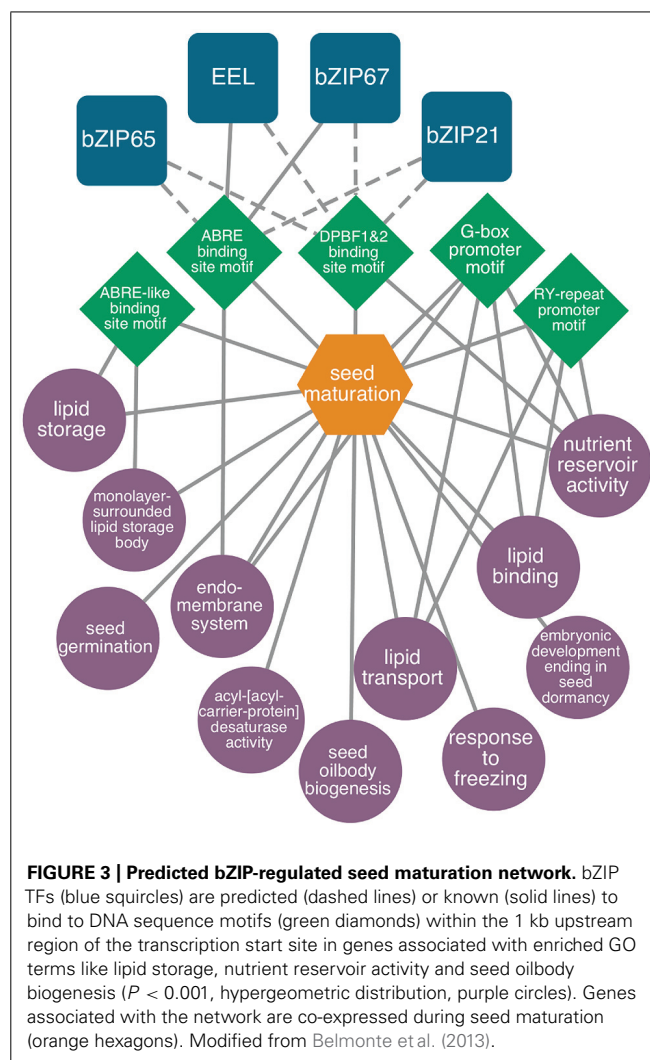 EEL
bZIP67
bZIP65
bZIP21
ABRE
binding
site motif
DPBF1&2
binding
site motif
G-box
promoter
motif
ABRE-like
binding
site motif
RY-repeat
promoter
motif
seed
maturation
lipid
storage
nutrient
reservoir
activity
monolayer-
surrounded
lipid storage
body
lipid
binding
endo-
membrane
system
seed
germination
lipid
transport
embryonic
development
ending in
seed
dormancy
acyl-[acyl-
carrier-protein]
desaturase
activity
seed
oilbody
biogenesis
response
to
freezing
FIGURE 3 | Predicted bZIP-regulated seed maturation network. bZIP
TFs (blue squircles) are predicted (dashed lines) or known (solid lines) to
bind to DNA sequence motifs (green diamonds) within the 1 kb upstream
region of the transcription start site in genes associated with enriched GO
terms like lipid storage, nutrient reservoir activity and seed oilbody
biogenesis (P < 0.001, hypergeometric distribution, purple circles). Genes
associated with the network are co-expressed during seed maturation
(orange hexagons). Modified from Belmonte et al. (2013).